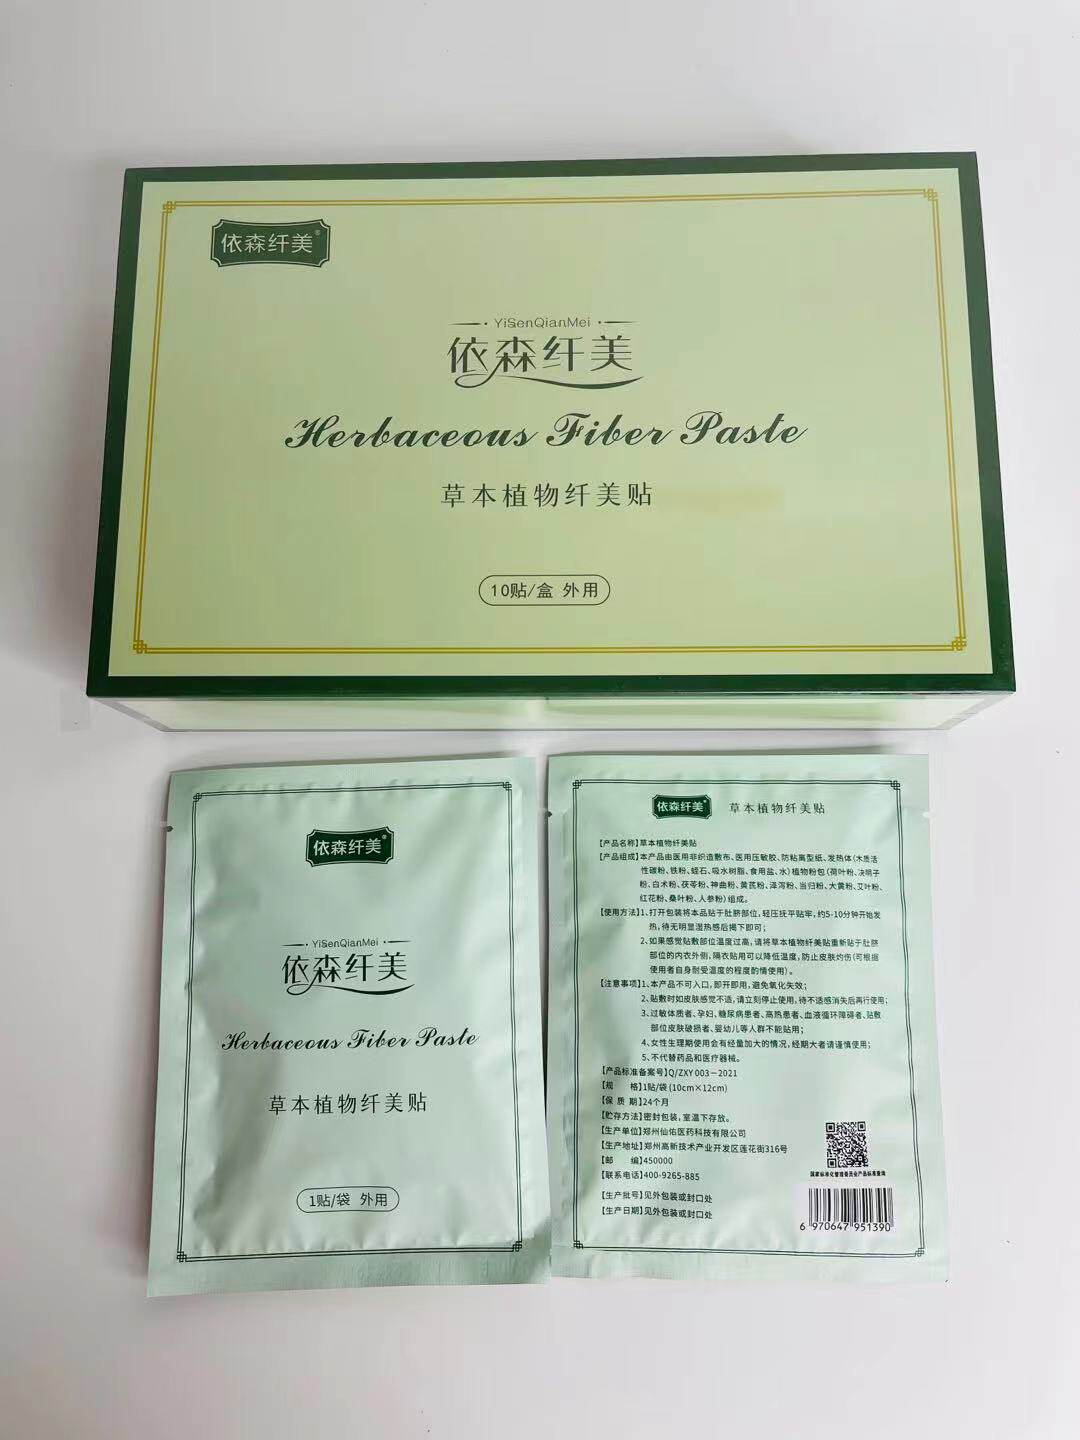 依森纤美®
YiSenQianMei
依森纤美
Herbaceous Fiber Paste
草本植物纤美贴
10贴/盒 外用
依森纤美®
YiSenQianMei
依森纤美
Herbaceous Fiber Paste
草本植物纤美贴
1贴/袋 外用
依森纤美® 草本植物纤美贴
【产品名称】草本植物纤美贴
【产品组成】本产品由医用非织造敷布、医用压敏胶、防粘离型纸、发热体(木质活
性碳粉、铁粉、蛭石、吸水树脂、食用盐、水)植物粉包(荷叶粉、决明子
粉、白术粉、茯苓粉、神曲粉、黄芪粉、泽泻粉、当归粉、大黄粉、艾叶粉、
红花粉、桑叶粉、人参粉)组成。
【使用方法】1、打开包装将本品贴于肚脐部位，轻压抚平贴牢，约5-10分钟开始发
热，待无明显湿热感后揭下即可；
2、如果感觉贴敷部位温度过高，请将草本植物纤美贴重新贴于肚脐
部位的内衣外侧，隔衣贴用可以降低温度，防止皮肤灼伤(可根据
使用者自身耐受温度的程度酌情使用)。
【注意事项】1、本产品不可入口，即开即用，避免氧化失效；
2、贴敷时如皮肤感觉不适，请立刻停止使用，待不适感消失后再行使用；
3、过敏体质者、孕妇、糖尿病患者、高热患者、血液循环障碍者、贴敷
部位皮肤破损者、婴幼儿等人群不能贴用；
4、女性生理期使用会有经量加大的情况，经期大者请谨慎使用；
5、不代替药品和医疗器械。
【产品标准备案号】Q/ZXY 003－2021
【规 格】1贴/袋 (10cm×12cm)
【保 质 期】24个月
【贮存方法】密封包装，室温下存放。
【生产单位】郑州仙佑医药科技有限公司
【生产地址】郑州高新技术产业开发区莲花街316号
【邮 编】450000
【联系电话】400-9265-885
【生产批号】见外包装或封口处
【生产日期】见外包装或封口处
国家标准化管理委员会产品标准查询
6 970647 951390